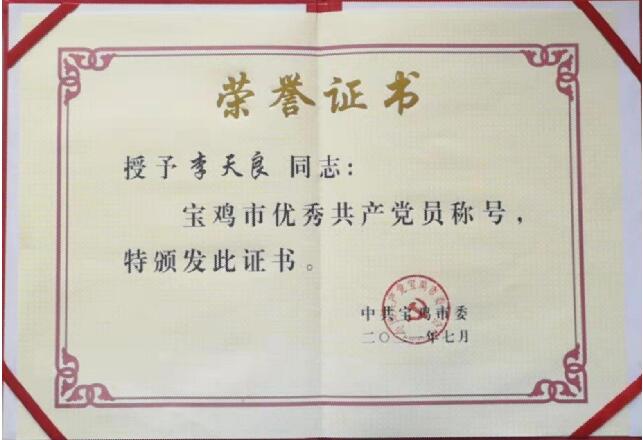 荣誉证书
授予李天良 同志:
宝鸡市优秀共产党员称号,
特颁发此证书。
中共宝鸡市委
二〇一一年七月